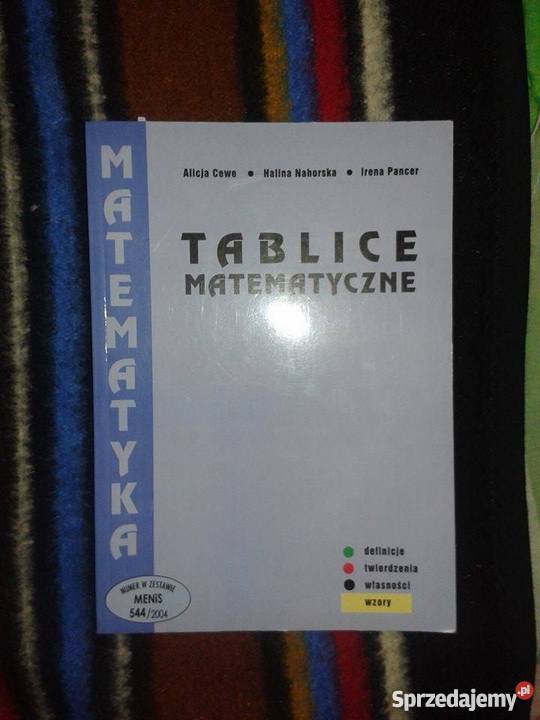 MATEMATYKA
Alicja Cewe • Halina Nahorska • Irena Pancer
TABLICE
MATEMATYCZNE
definicje
twierdzenia
własności
wzory
NUMER W ZESTAWIE
MENiS
544/2004
Sprzedajemy.pl